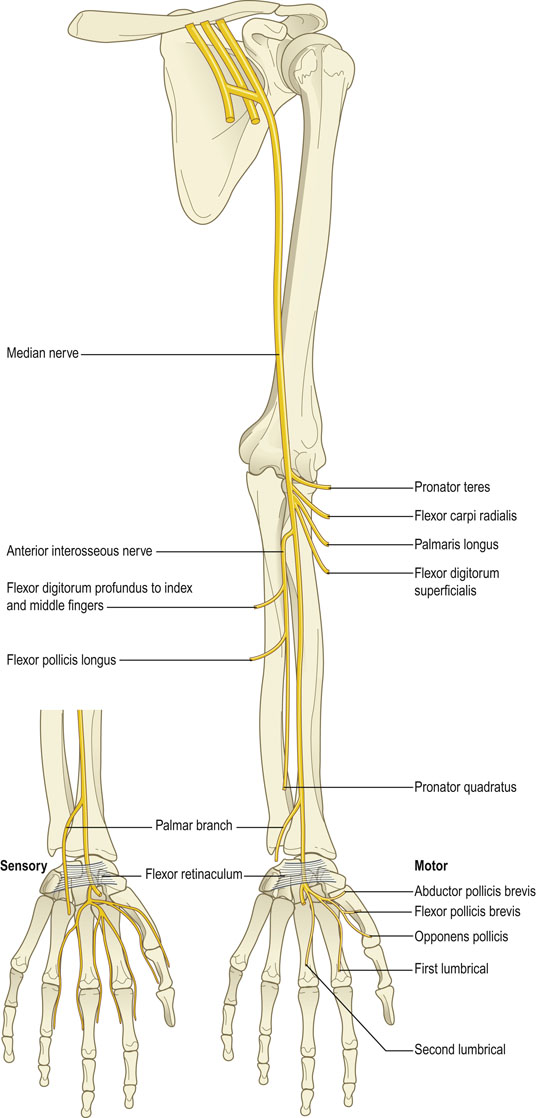 Median nerve
Pronator teres
Flexor carpi radialis
Anterior interosseous nerve
Palmaris longus
Flexor digitorum
superficialis
Flexor digitorum profundus to index
and middle fingers
Flexor pollicis longus
Pronator quadratus
Palmar branch
Sensory
Flexor retinaculum
Motor
Abductor pollicis brevis
Flexor pollicis brevis
Opponens pollicis
First lumbrical
Second lumbrical